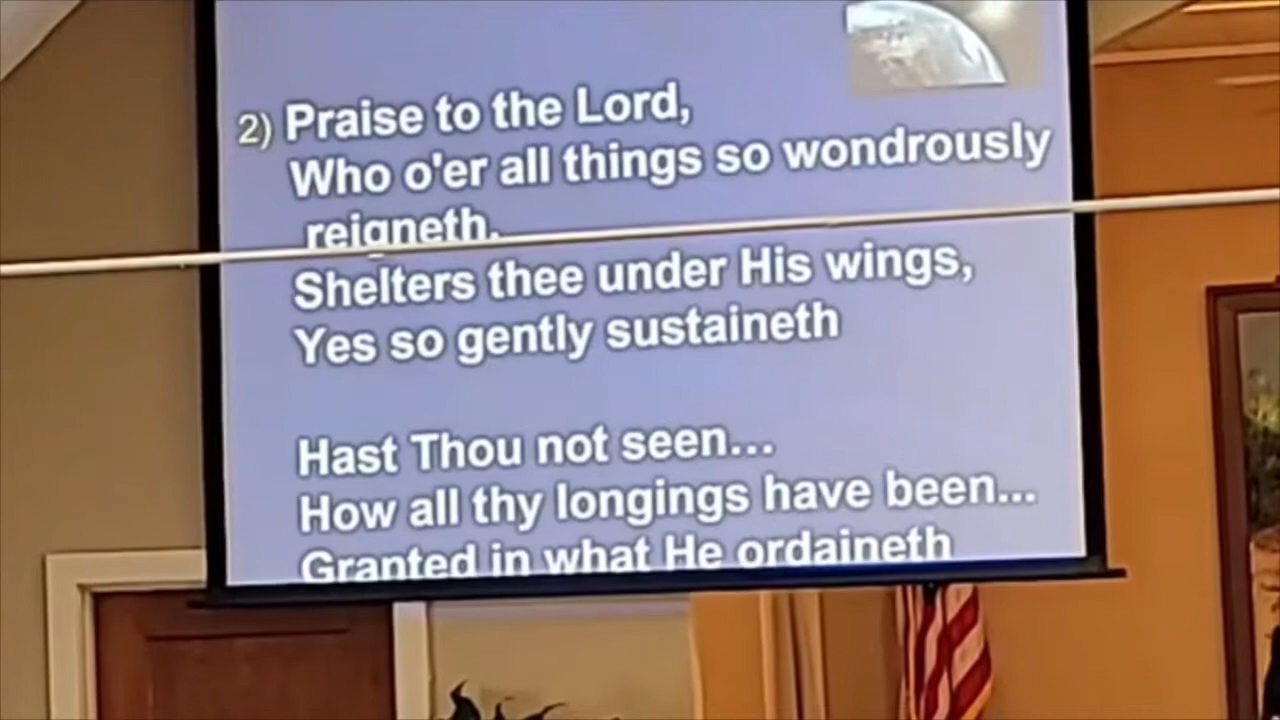 2) Praise to the Lord,
Who o'er all things so wondrously
reigneth,
Shelters thee under His wings,
Yes so gently sustaineth
Hast Thou not seen...
How all thy longings have been...
Granted in what He ordaineth